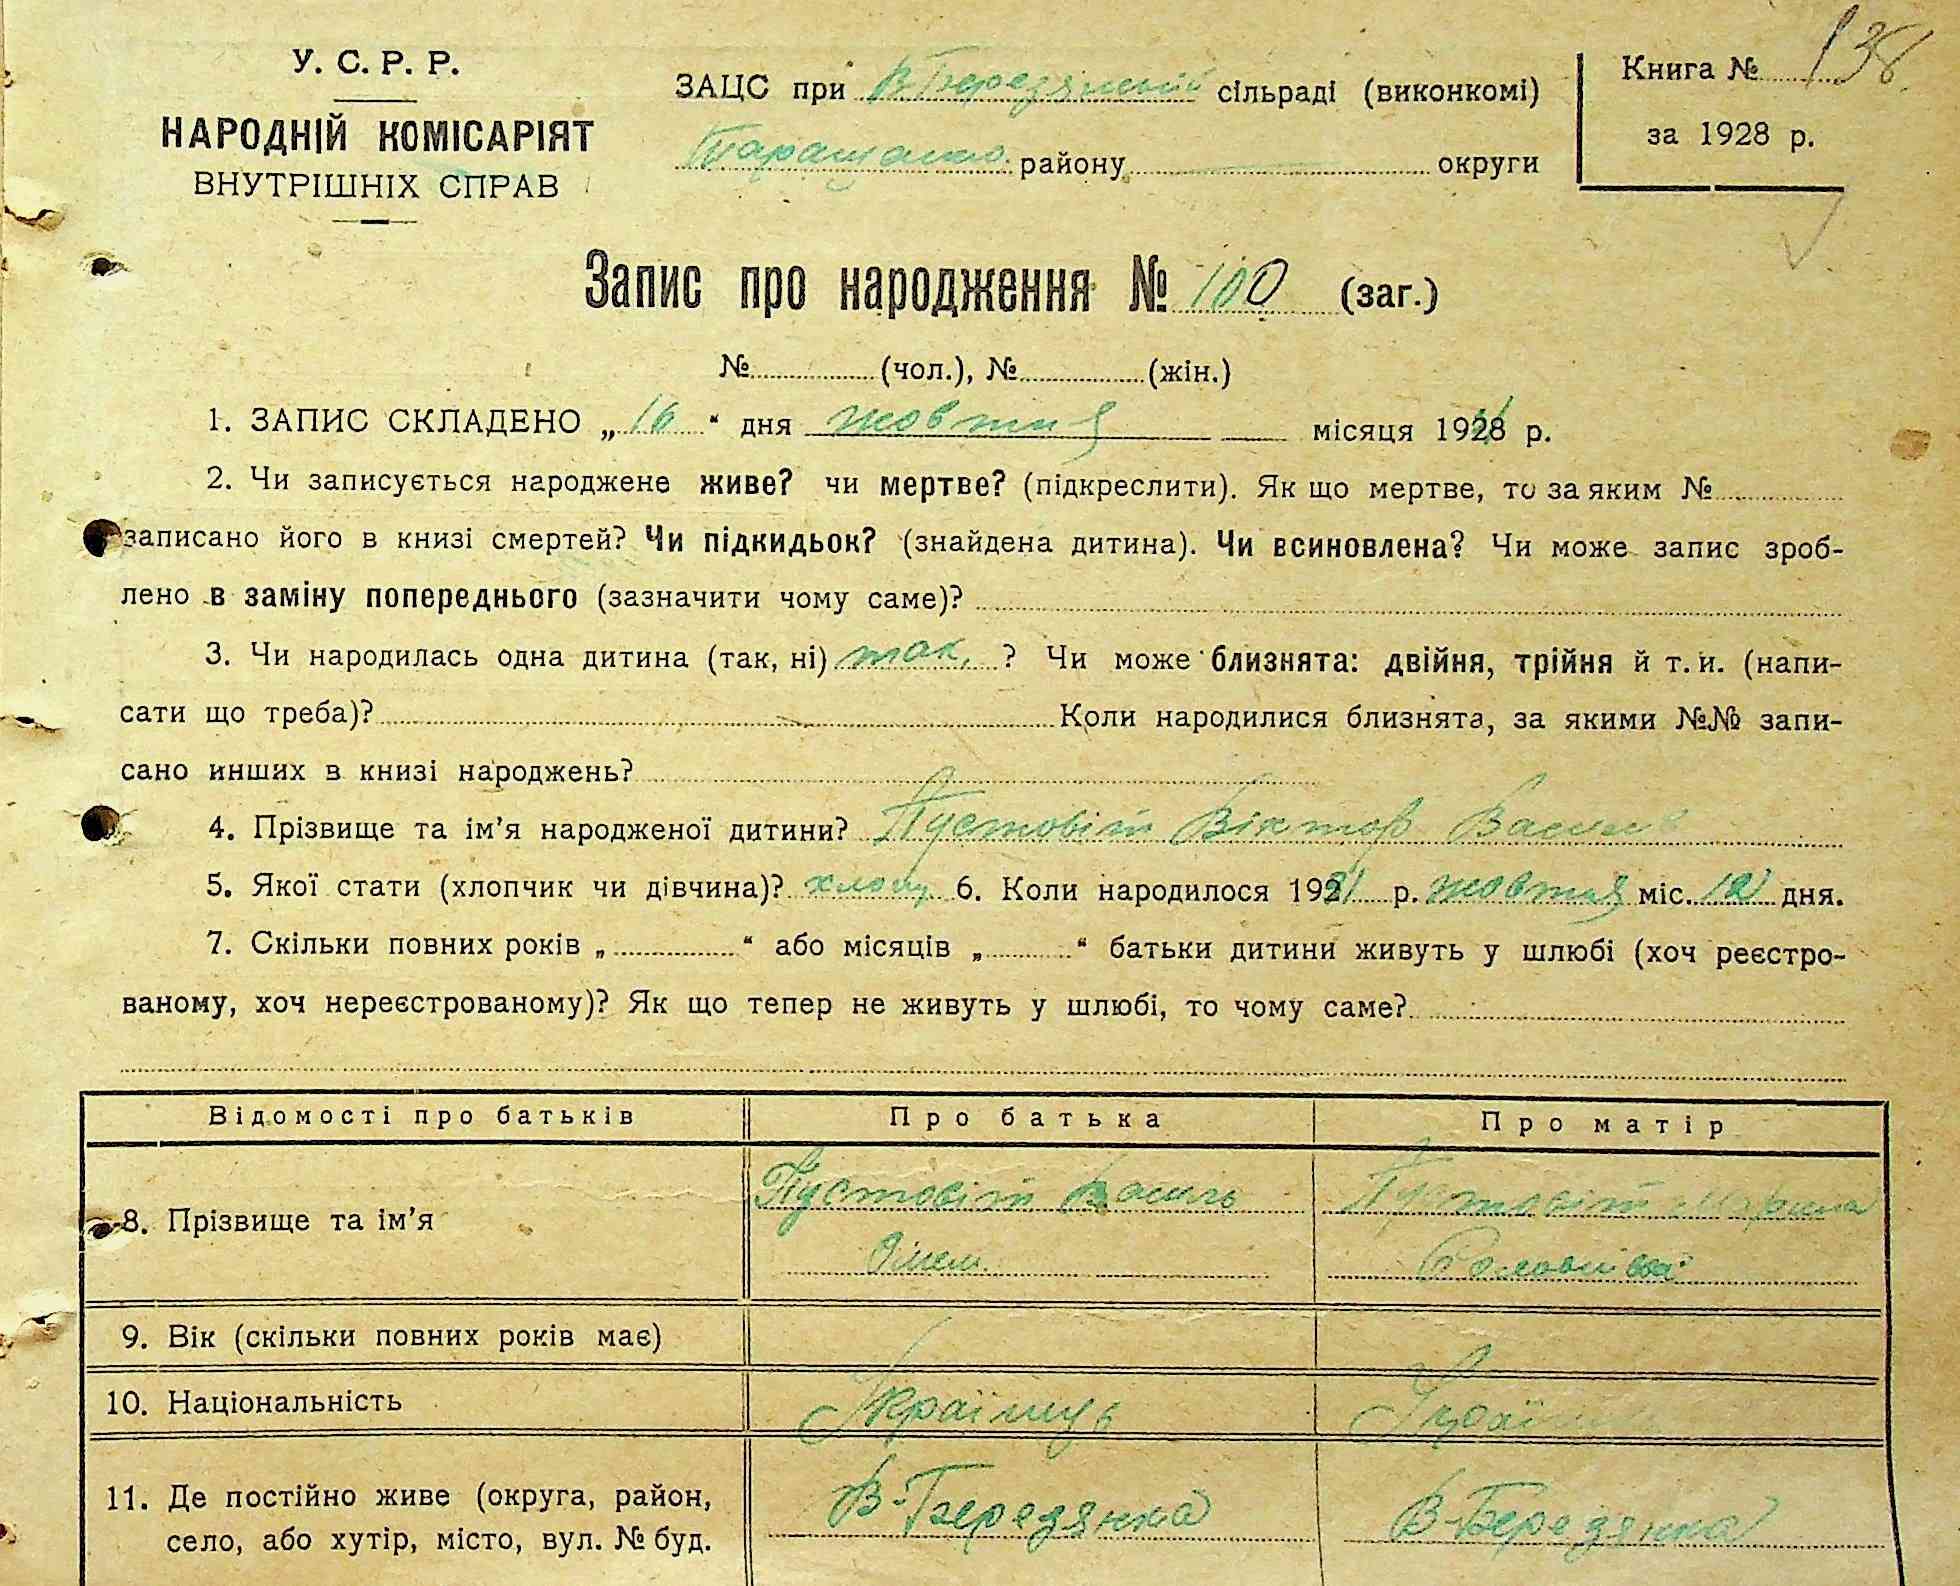 У. С. Р. Р.
НАРОДНІЙ КОМІСАРІЯТ
ВНУТРІШНІХ СПРАВ
ЗАЦС при В Березянській сільраді (виконкомі)
Таращансько. району округи
Книга № 138
за 1928 р.
Запис про народження № 100 (заг.)
№ (чол.), № (жін.)
1. ЗАПИС СКЛАДЕНО „16“ дня жовтня місяця 1928 р.
2. Чи записується народжене живе? чи мертве? (підкреслити). Як що мертве, то за яким №
записано його в книзі смертей? Чи підкидьок? (знайдена дитина). Чи всиновлена? Чи може запис зроб-
лено в заміну попереднього (зазначити чому саме)?
3. Чи народилась одна дитина (так, ні) так. ? Чи може близнята: двійня, трійня й т. и. (напи-
сати що треба)? Коли народилися близнята, за якими №№ запи-
сано инших в книзі народжень?
4. Прізвище та ім’я народженої дитини? Пустовіт Віктор Василь
5. Якої стати (хлопчик чи дівчина)? хлопч 6. Коли народилося 1921 р. жовтня міс. 12 дня.
7. Скільки повних років „ “ або місяців „ “ батьки дитини живуть у шлюбі (хоч реєстро-
ваному, хоч нереєстрованому)? Як що тепер не живуть у шлюбі, то чому саме?
Відомості про батьків Про батька Про матір
8. Прізвище та ім’я Пустовіт Василь Пустовіт
9. Вік (скільки повних років має)
10. Національність Українць Україн
11. Де постійно живе (округа, район,
село, або хутір, місто, вул. № буд. В-Березянка В-Березянка